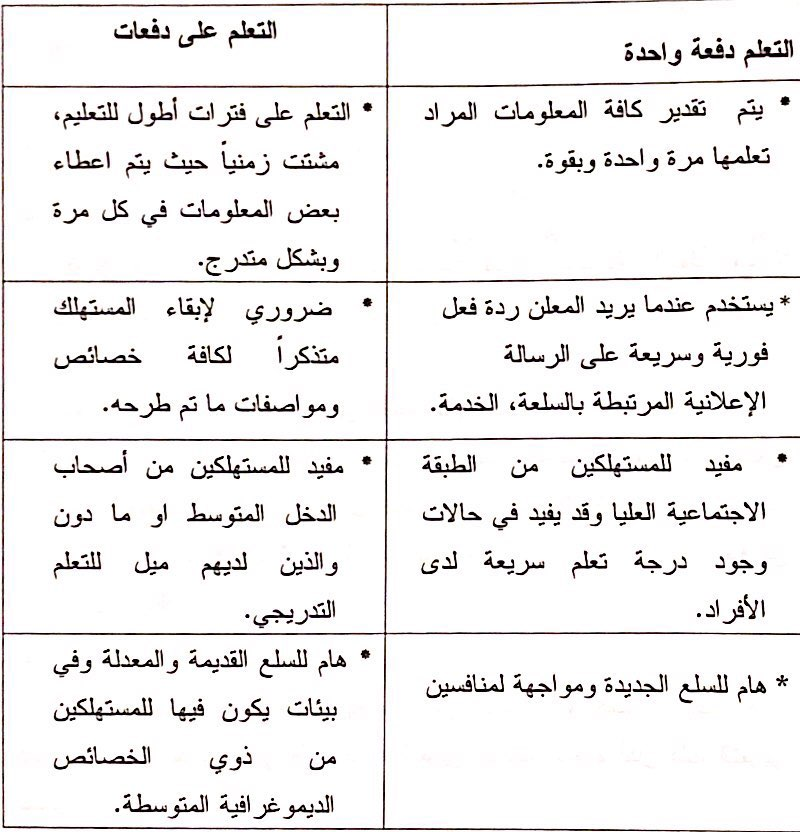 التعلم دفعة واحدة
التعلم على دفعات
* يتم تقدير كافة المعلومات المراد
تعلمها مرة واحدة وبقوة.
* التعلم على فترات أطول للتعليم،
مشتت زمنياً حيث يتم اعطاء
بعض المعلومات في كل مرة
وبشكل متدرج.
* يستخدم عندما يريد المعلن ردة فعل
فورية وسريعة على الرسالة
الإعلانية المرتبطة بالسلعة، الخدمة.
* ضروري لإبقاء المستهلك
متذكراً لكافة خصائص
ومواصفات ما تم طرحه.
* مفيد للمستهلكين من الطبقة
الاجتماعية العليا وقد يفيد في حالات
وجود درجة تعلم سريعة لدى
الأفراد.
* مفيد للمستهلكين من أصحاب
الدخل المتوسط او ما دون
والذين لديهم ميل للتعلم
التدريجي.
* هام للسلع الجديدة ومواجهة لمنافسين
* هام للسلع القديمة والمعدلة وفي
بيئات يكون فيها للمستهلكين
من ذوي الخصائص
الديموغرافية المتوسطة.